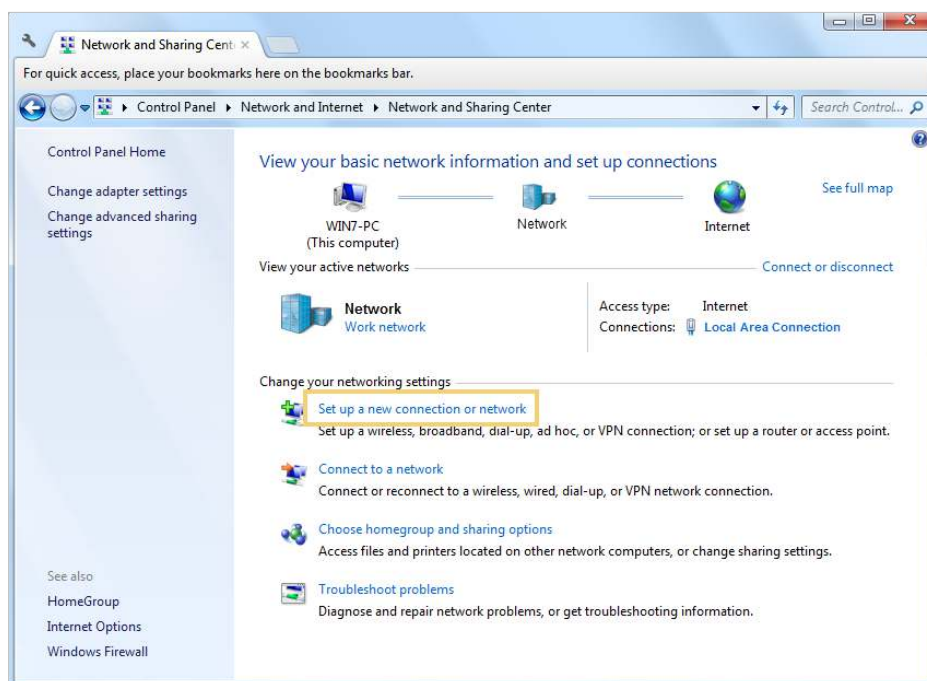 Network and Sharing Cent
For quick access, place your bookmarks here on the bookmarks bar.
Control Panel Network and Internet Network and Sharing Center
Search Control...
Control Panel Home
Change adapter settings
Change advanced sharing
settings
View your basic network information and set up connections
See full map
WIN7-PC
(This computer)
Network
Internet
View your active networks
Connect or disconnect
Network
Work network
Access type: Internet
Connections: Local Area Connection
Change your networking settings
Set up a new connection or network
Set up a wireless, broadband, dial-up, ad hoc, or VPN connection; or set up a router or access point.
Connect to a network
Connect or reconnect to a wireless, wired, dial-up, or VPN network connection.
Choose homegroup and sharing options
Access files and printers located on other network computers, or change sharing settings.
Troubleshoot problems
Diagnose and repair network problems, or get troubleshooting information.
See also
HomeGroup
Internet Options
Windows Firewall